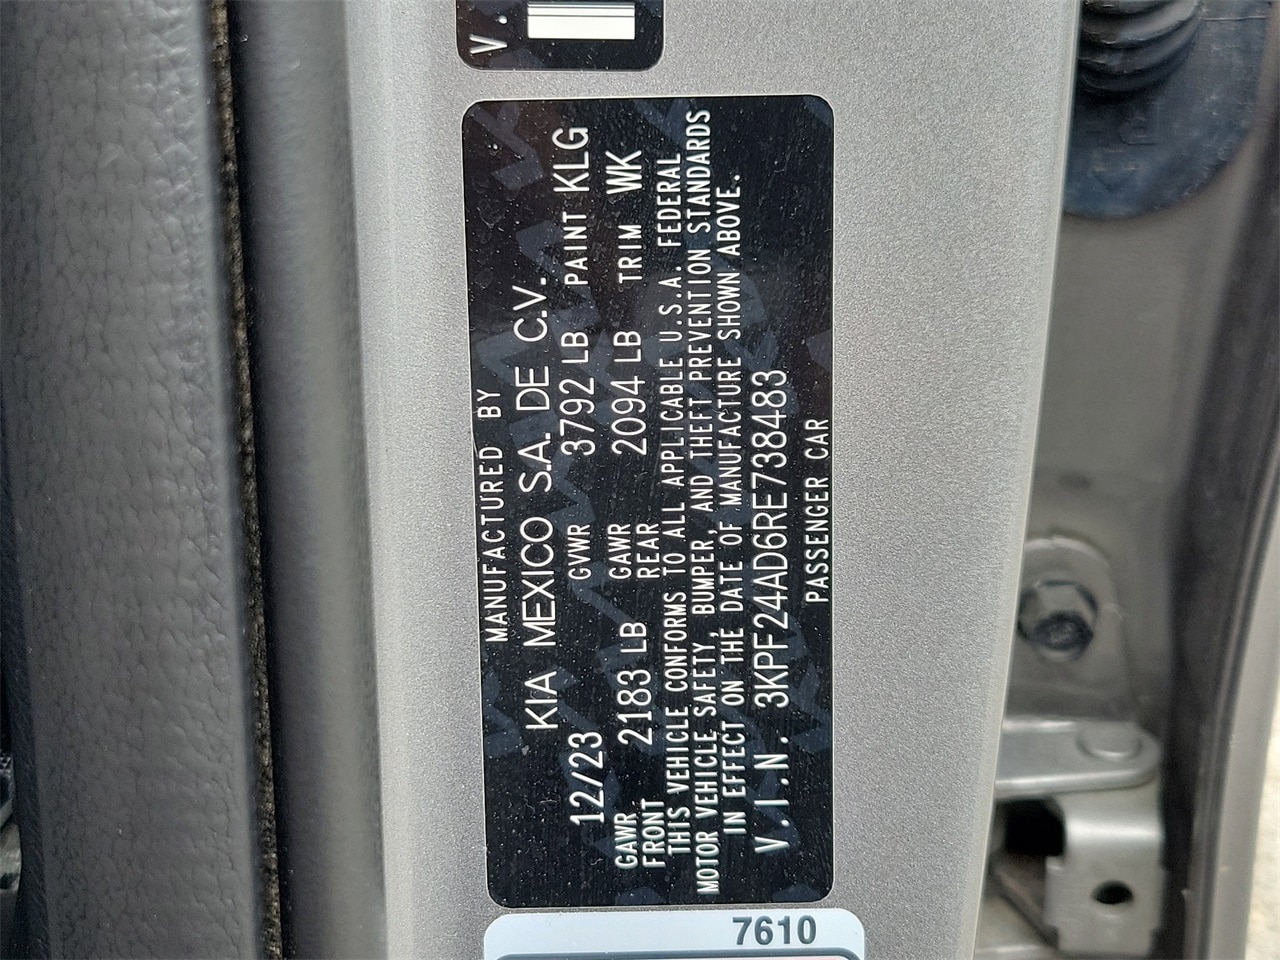 V.
MANUFACTURED BY
KIA MEXICO S.A. DE C.V.
12/23 GVWR 3792 LB PAINT KLG
GAWR FRONT 2183 LB GAWR REAR 2094 LB TRIM WK
THIS VEHICLE CONFORMS TO ALL APPLICABLE U.S.A. FEDERAL
MOTOR VEHICLE SAFETY, BUMPER, AND THEFT PREVENTION STANDARDS
IN EFFECT ON THE DATE OF MANUFACTURE SHOWN ABOVE..
V.I.N. 3KPF24AD6RE738483
PASSENGER CAR
7610